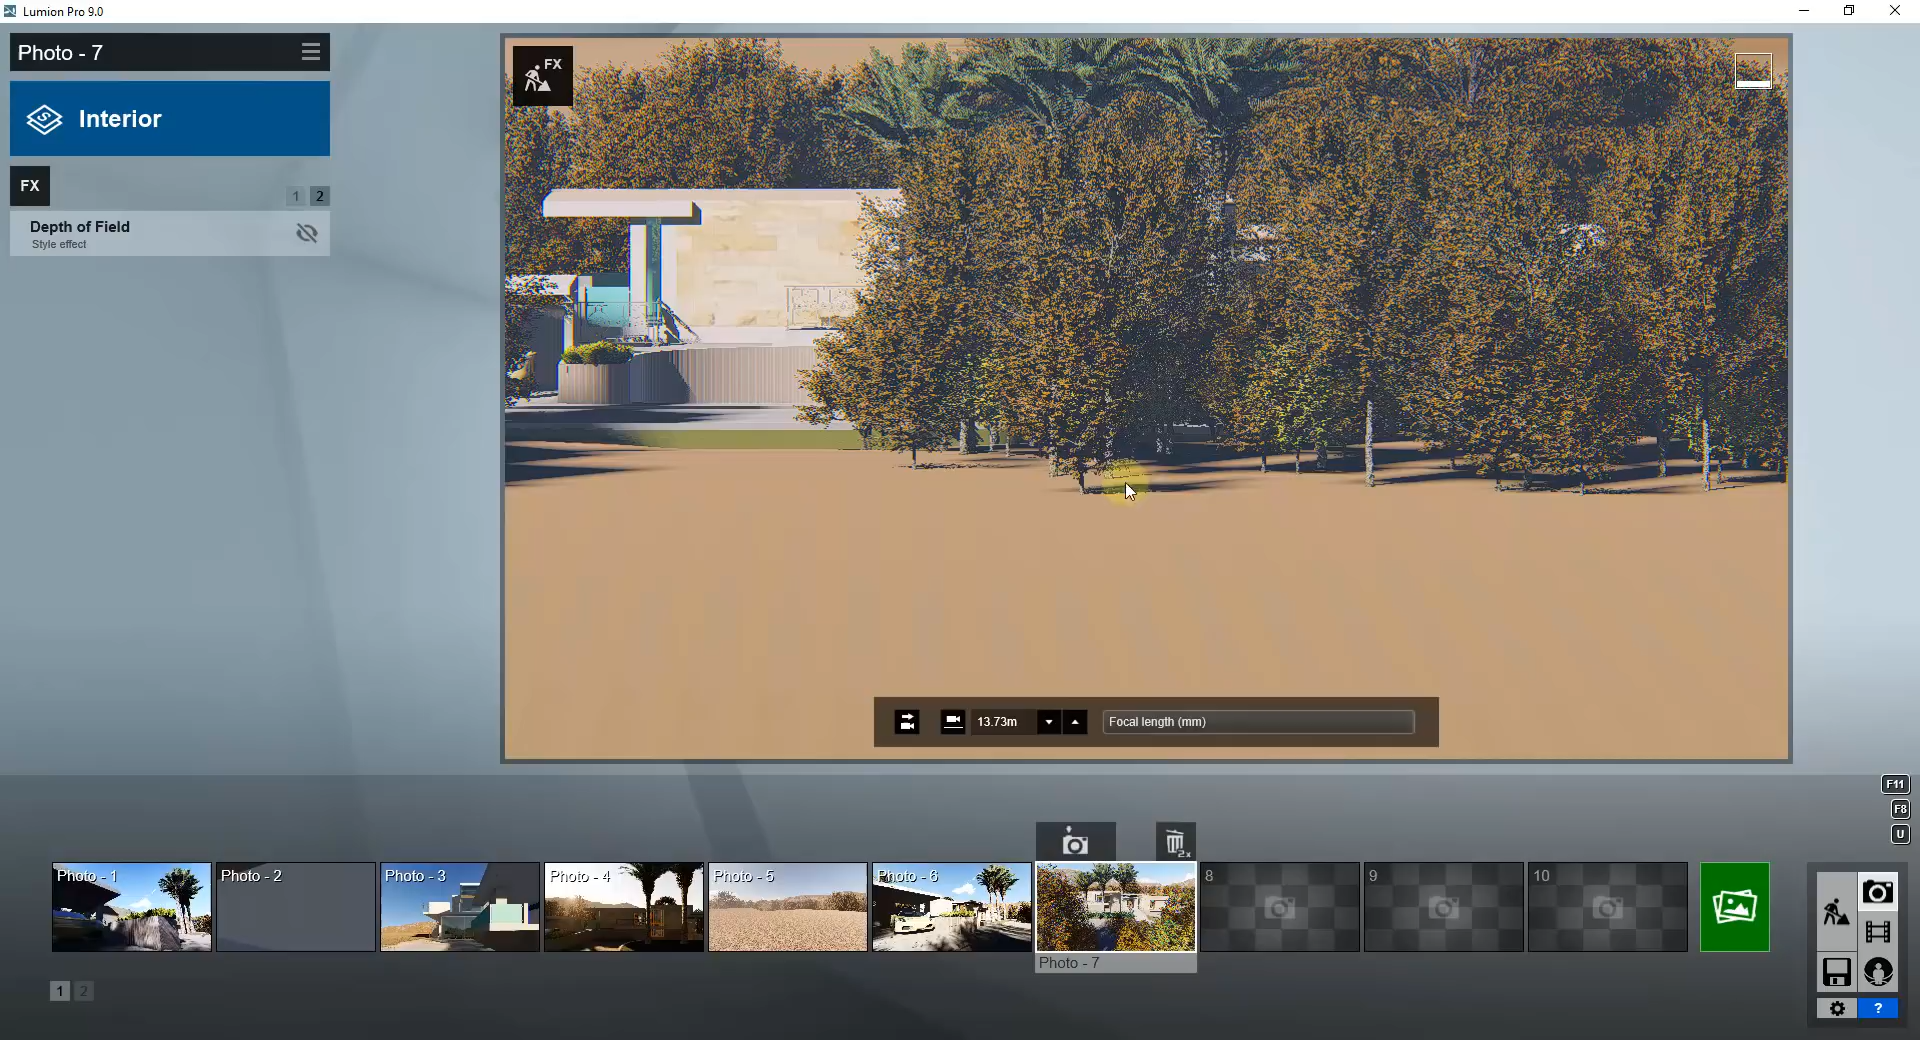 Lumion Pro 9.0
Photo - 7
Interior
FX
1 2
Depth of Field
Style effect
FX
13.73m
Focal length (mm)
F11
F8
U
2x
Photo - 1
Photo - 2
Photo - 3
Photo - 4
Photo - 5
Photo - 6
8
9
10
Photo - 7
1 2
?